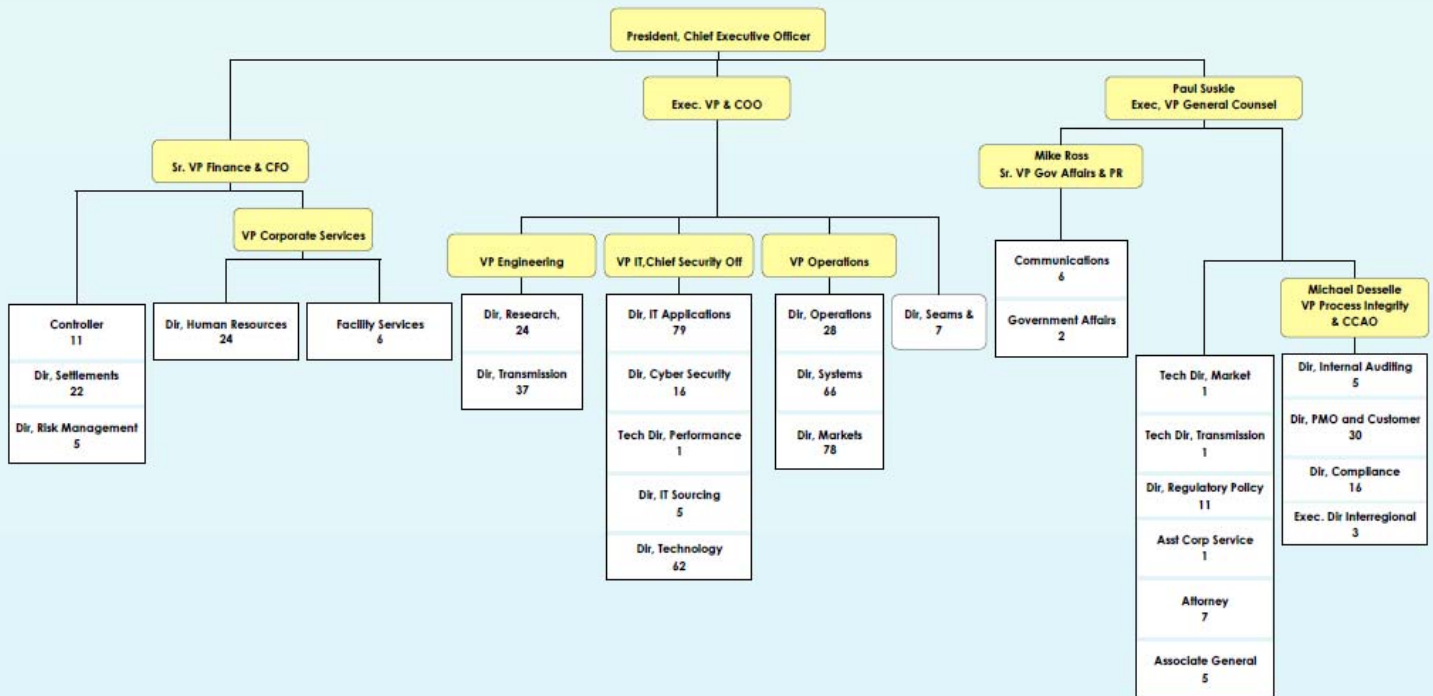 President, Chief Executive Officer
Exec. VP & COO
Paul Suskie
Exec, VP General Counsel
Sr. VP Finance & CFO
Mike Ross
Sr. VP Gov Affairs & PR
VP Corporate Services
VP Engineering
VP IT,Chief Security Off
VP Operations
Michael Desselle
VP Process Integrity
& CCAO
Controller
11
Dir, Settlements
22
Dir, Risk Management
5
Dir, Human Resources
24
Facility Services
6
Dir, Research,
24
Dir, Transmission
37
Dir, IT Applications
79
Dir, Cyber Security
16
Tech Dir, Performance
1
Dir, IT Sourcing
5
Dir, Technology
62
Dir, Operations
28
Dir, Systems
66
Dir, Markets
78
Dir, Seams &
7
Communications
6
Government Affairs
2
Tech Dir, Market
1
Tech Dir, Transmission
1
Dir, Regulatory Policy
11
Asst Corp Service
1
Attorney
7
Associate General
5
Dir, Internal Auditing
5
Dir, PMO and Customer
30
Dir, Compliance
16
Exec. Dir Interregional
3